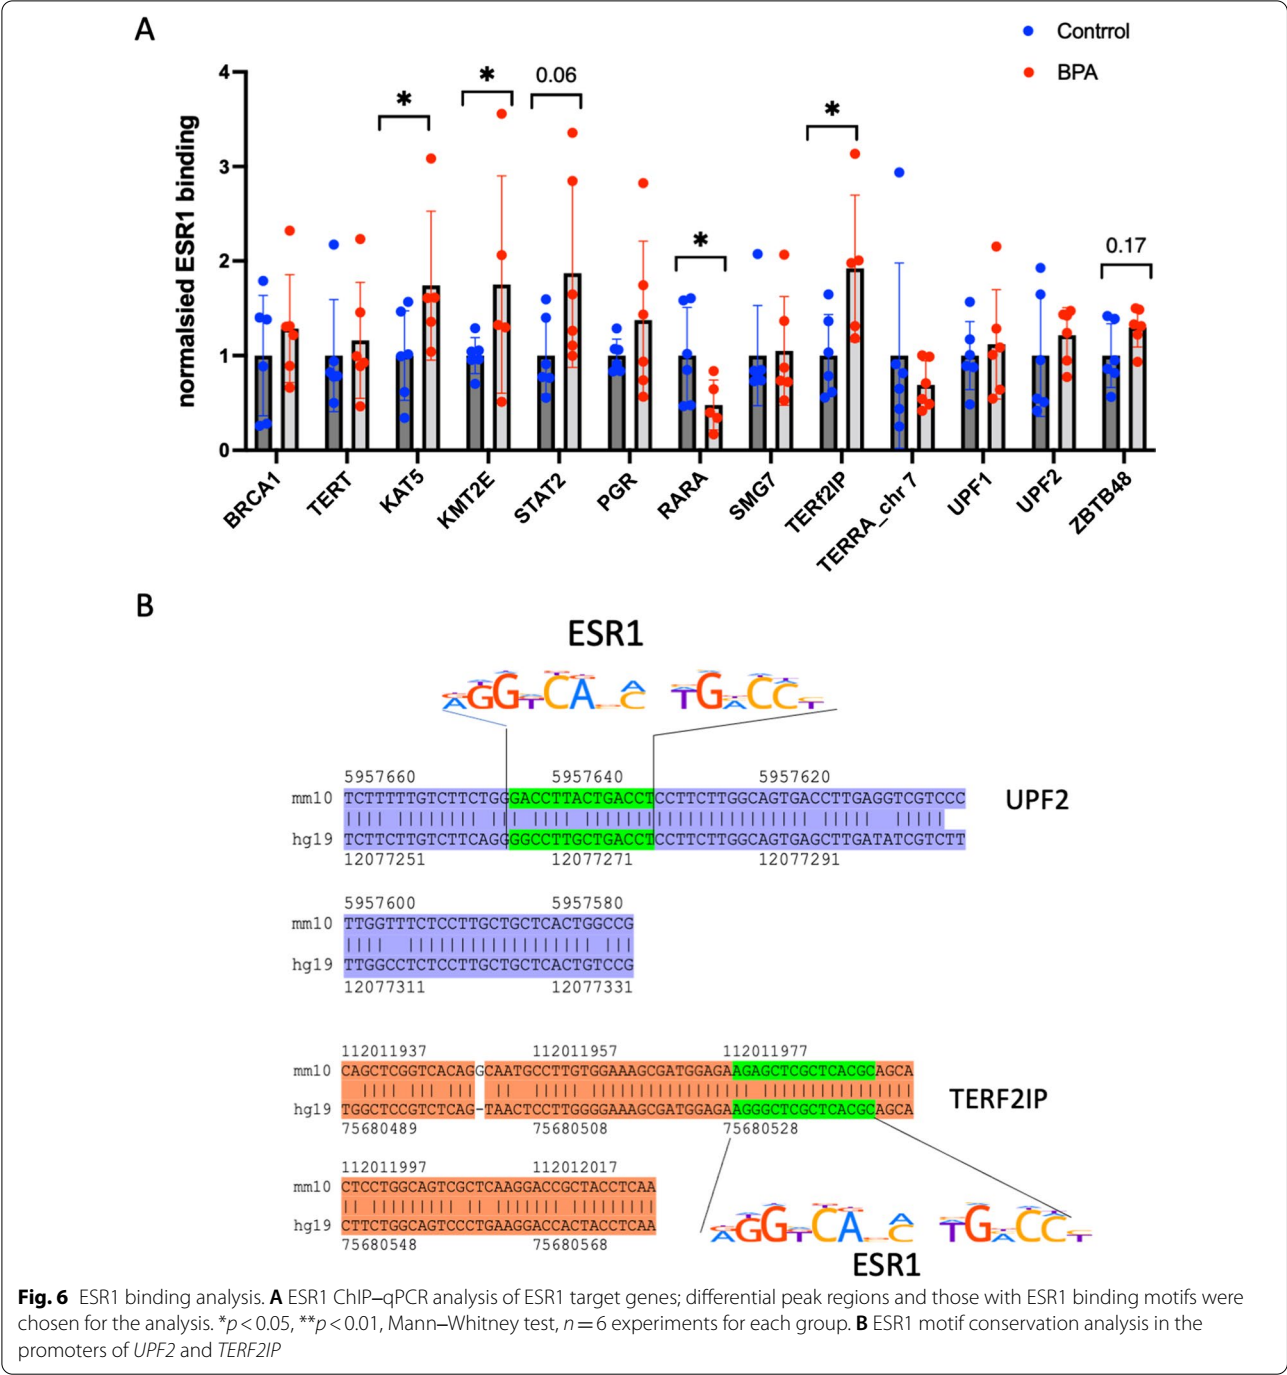 A
Contrrol
BPA
normalsied ESR1 binding
4
3
2
1
0
*
*
0.06
*
*
0.17
BRCA1
TERT
KAT5
KMT2E
STAT2
PGR
RARA
SMG7
TERf2IP
TERRA_chr 7
UPF1
UPF2
ZBTB48
B
ESR1
5957660 5957640 5957620
mm10 TCTTTTTGTCTTCTGGGACCTTACTGACCTCCTTCTTGGCAGTGACCTTGAGGTCGTCCC
hg19 TCTTCTTGTCTTCAGGGGCCTTGCTGACCTCCTTCTTGGCAGTGAGCTTGATATCGTCTT
12077251 12077271 12077291
UPF2
5957600 5957580
mm10 TTGGTTTCTCCTTGCTGCTCACTGGCCG
hg19 TTGGCCTCTCCTTGCTGCTCACTGTCCG
12077311 12077331
112011937 112011957 112011977
mm10 CAGCTCGGTCACAGGCAATGCCTTGTGGAAAGCGATGGAGAAGAGCTCGCTCACGCAGCA
hg19 TGGCTCCGTCTCAG-TAACTCCTTGGGGAAAGCGATGGAGAAGGGCTCGCTCACGCAGCA
75680489 75680508 75680528
TERF2IP
112011997 112012017
mm10 CTCCTGGCAGTCGCTCAAGGACCGCTACCTCAA
hg19 CTTCTGGCAGTCCCTGAAGGACCACTACCTCAA
75680548 75680568
ESR1
Fig. 6 ESR1 binding analysis. A ESR1 ChIP–qPCR analysis of ESR1 target genes; differential peak regions and those with ESR1 binding motifs were
chosen for the analysis. *p < 0.05, **p < 0.01, Mann–Whitney test, n = 6 experiments for each group. B ESR1 motif conservation analysis in the
promoters of UPF2 and TERF2IP